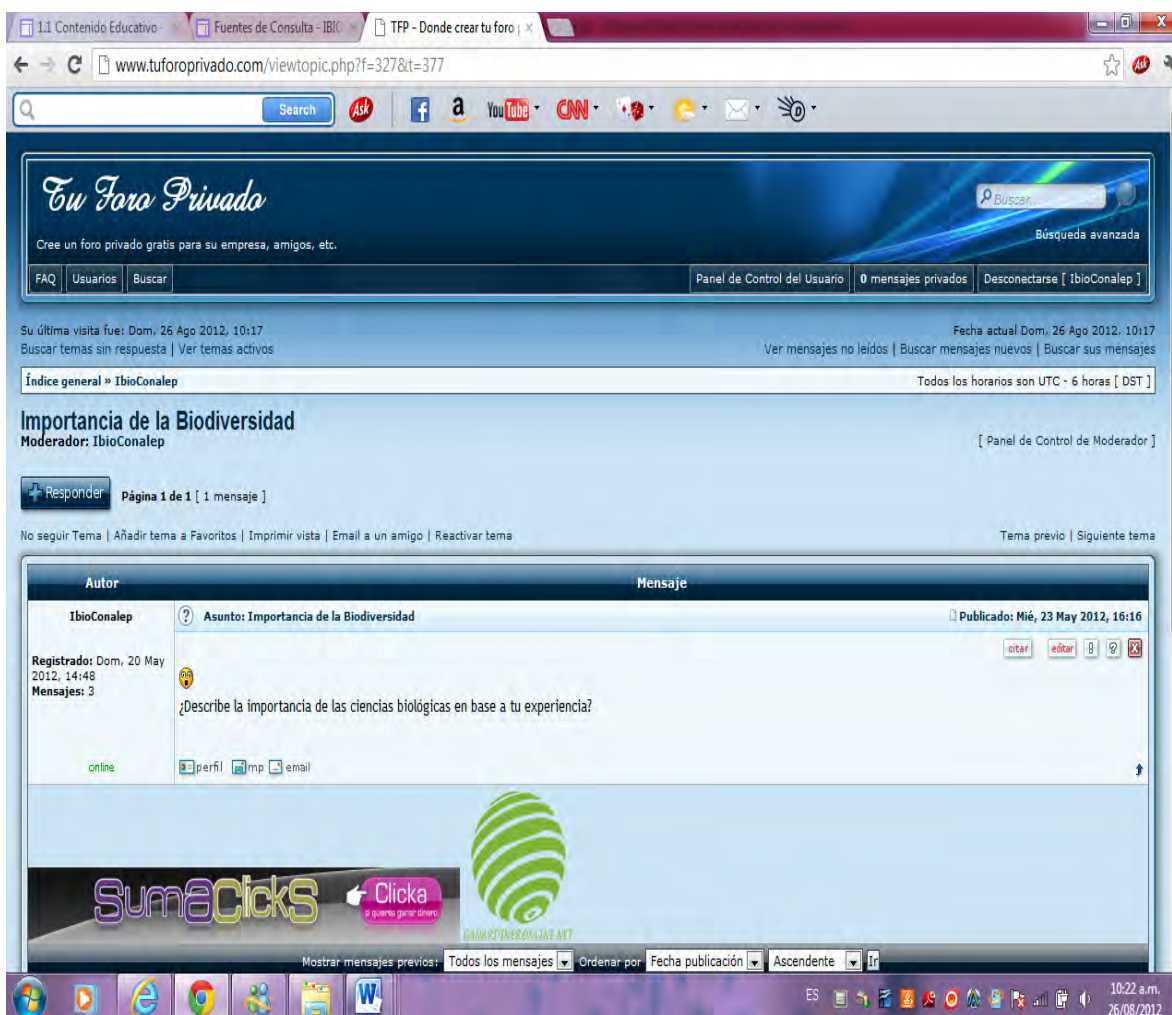 1.1 Contenido Educativo -
Fuentes de Consulta - IBIO
TFP - Donde crear tu foro p
www.tuforoprivado.com/viewtopic.php?f=327&t=377
Search Ask f a YouTube CNN
Tu Foro Privado
Buscar...
Búsqueda avanzada
Cree un foro privado gratis para su empresa, amigos, etc.
FAQ Usuarios Buscar Panel de Control del Usuario 0 mensajes privados Desconectarse [ IbioConalep ]
Su última visita fue: Dom, 26 Ago 2012, 10:17 Fecha actual Dom, 26 Ago 2012, 10:17
Buscar temas sin respuesta | Ver temas activos Ver mensajes no leídos | Buscar mensajes nuevos | Buscar sus mensajes
Índice general » IbioConalep Todos los horarios son UTC - 6 horas [ DST ]
Importancia de la Biodiversidad
Moderador: IbioConalep [ Panel de Control de Moderador ]
Responder Página 1 de 1 [ 1 mensaje ]
No seguir Tema | Añadir tema a Favoritos | Imprimir vista | Email a un amigo | Reactivar tema Tema previo | Siguiente tema
Autor Mensaje
IbioConalep Asunto: Importancia de la Biodiversidad Publicado: Mié, 23 May 2012, 16:16
citar editar
Registrado: Dom, 20 May
2012, 14:48
Mensajes: 3
¿Describe la importancia de las ciencias biológicas en base a tu experiencia?
online perfil mp email
SumaClicks Clicka
si quieres ganar dinero
GANARDINERONLINE.NET
Mostrar mensajes previos: Todos los mensajes Ordenar por Fecha publicación Ascendente Ir
ES 10:22 a.m.
26/08/2012